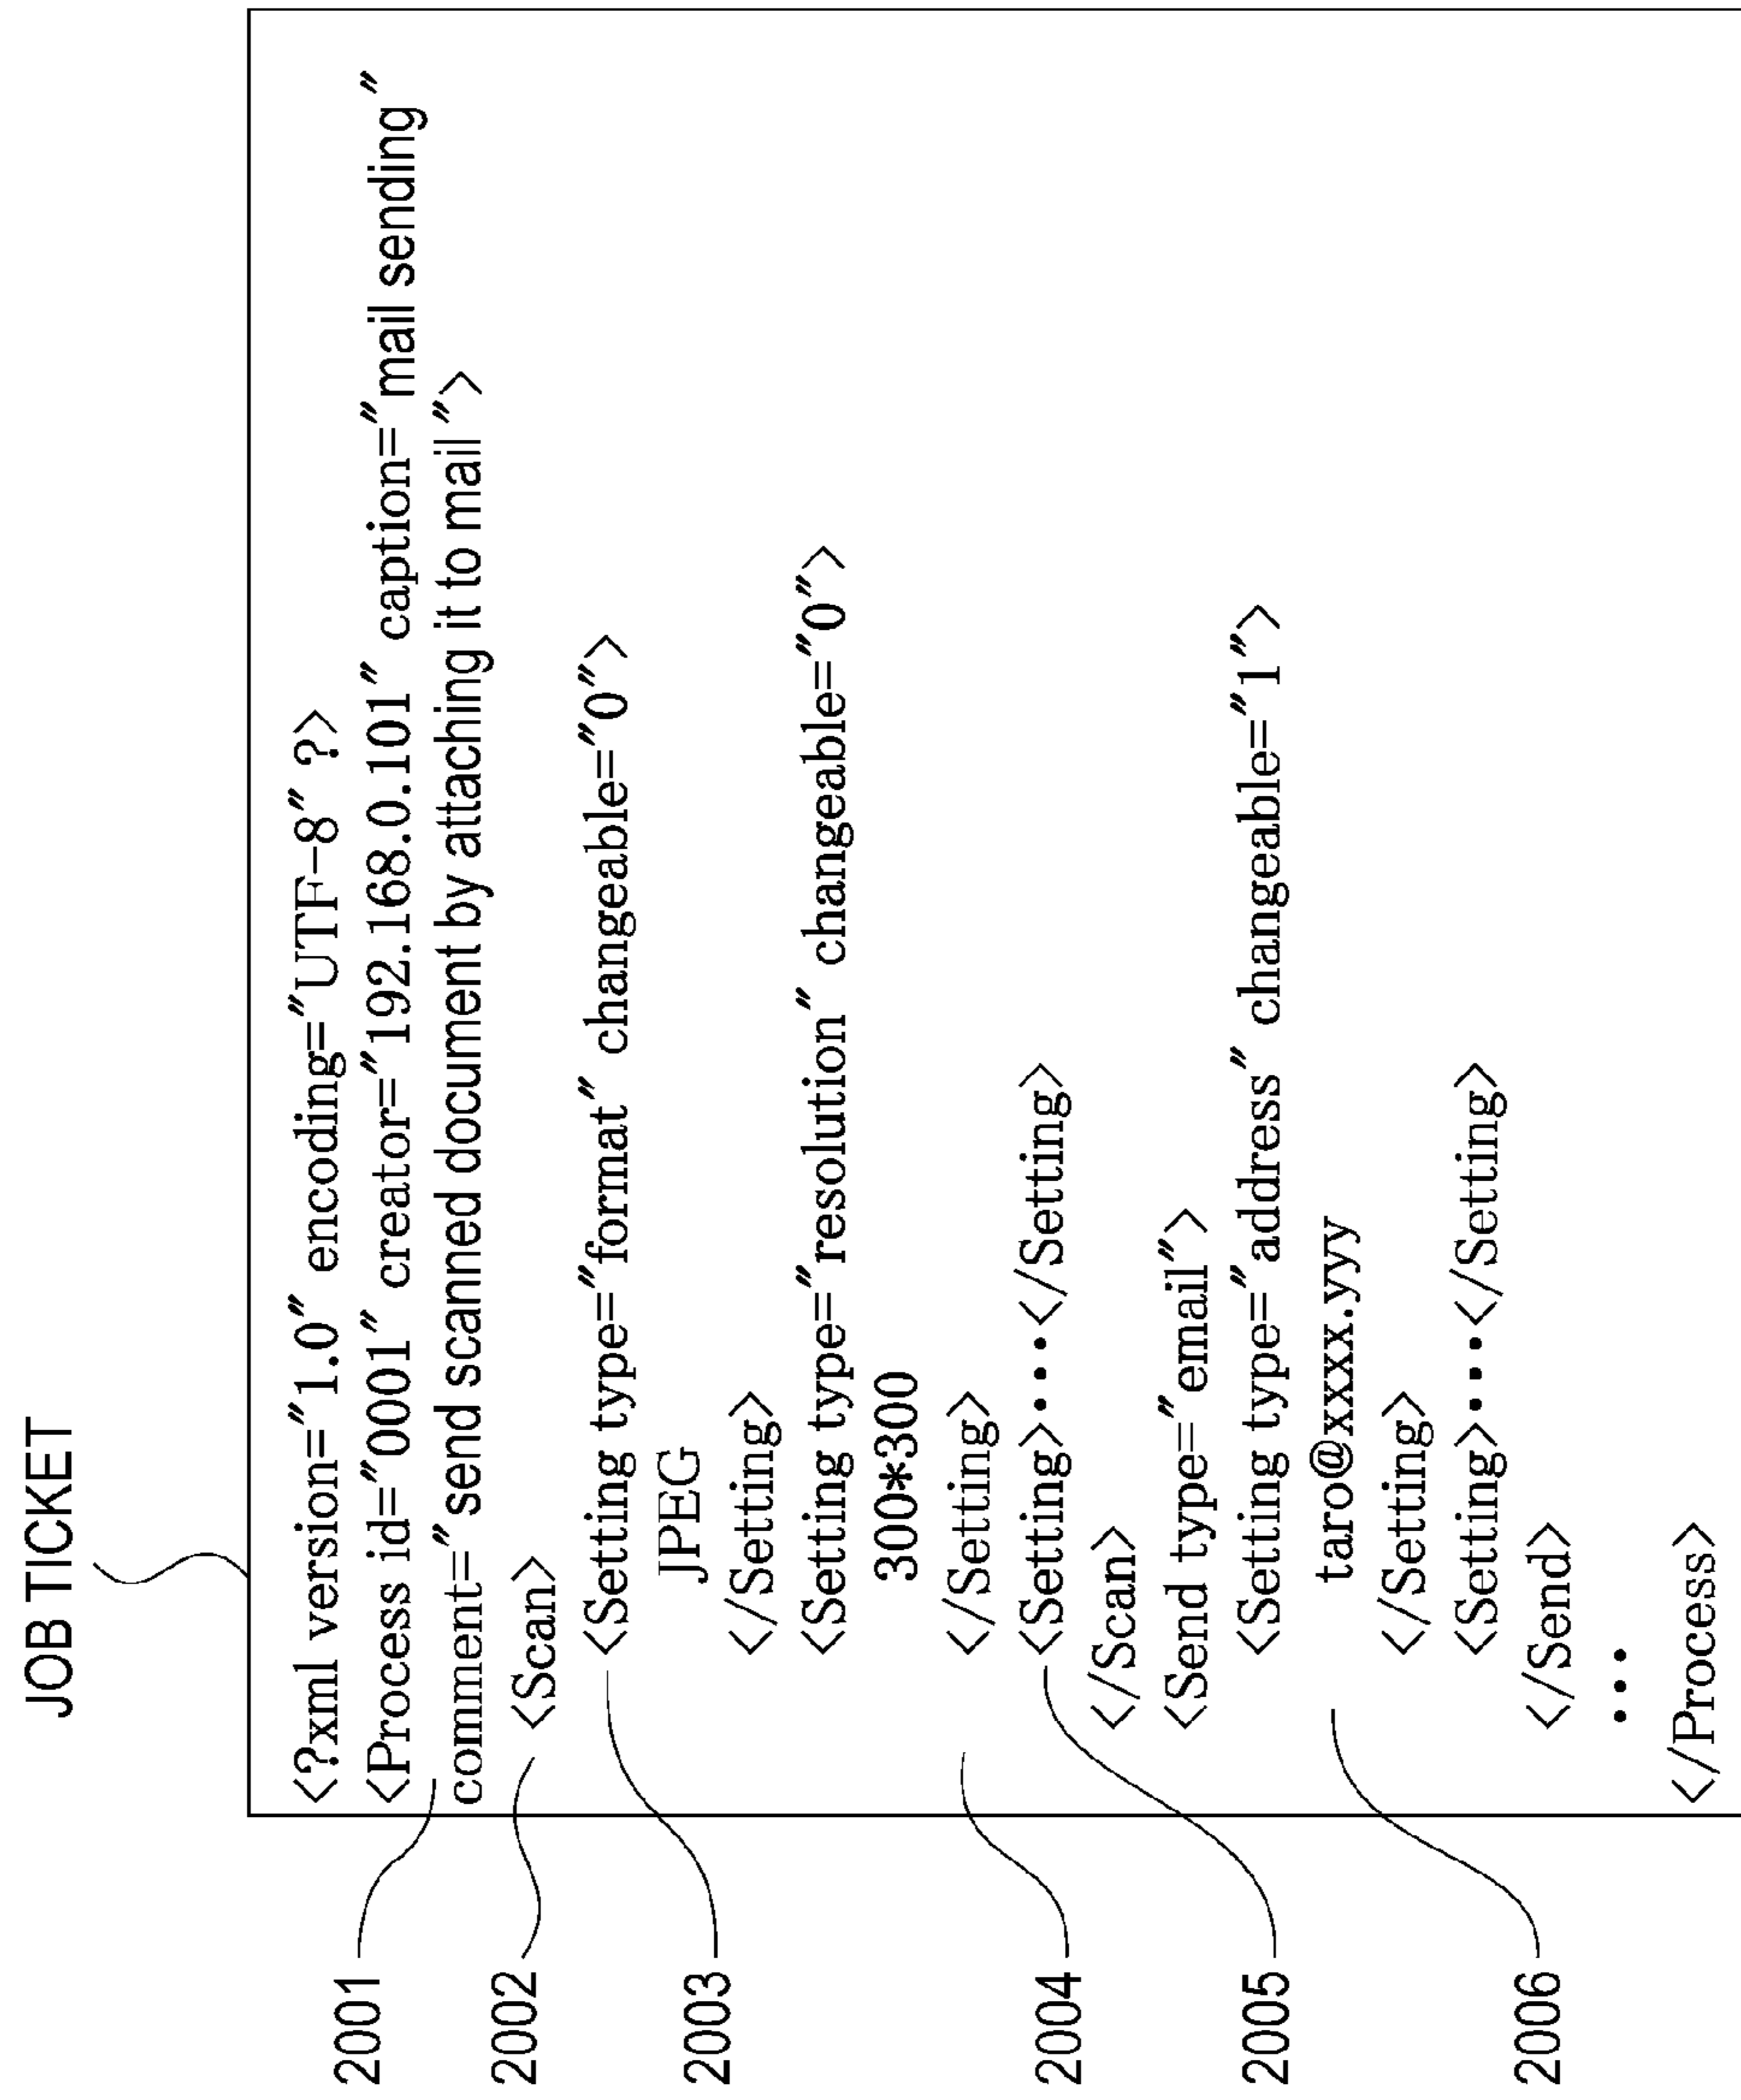 JOB TICKET
<?xml version="1.0" encoding="UTF-8" ?>
2001
<Process id="0001" creator="192.168.0.101" caption="mail sending"
comment="send scanned document by attaching it to mail">
2002
<Scan>
2003
<Setting type="format" changeable="0">
JPEG
</Setting>
<Setting type="resolution" changeable="0">
300*300
2004
</Setting>
2005
<Setting>•••</Setting>
</Scan>
<Send type="email">
<Setting type="address" changeable="1">
2006
taro@xxxx.yyy
</Setting>
<Setting>•••</Setting>
</Send>
•••
</Process>